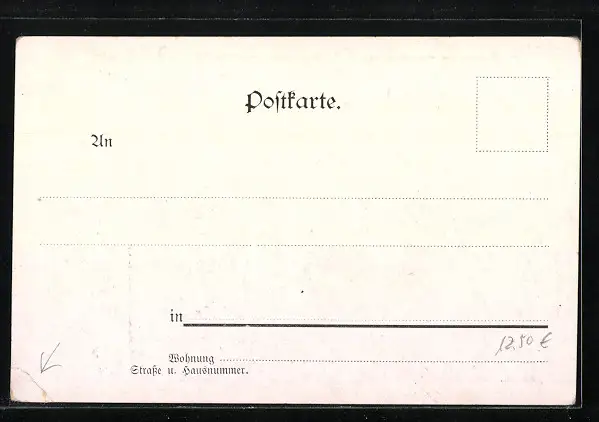 Postkarte.
An
in
12,50 €
Wohnung
Straße u. Hausnummer.